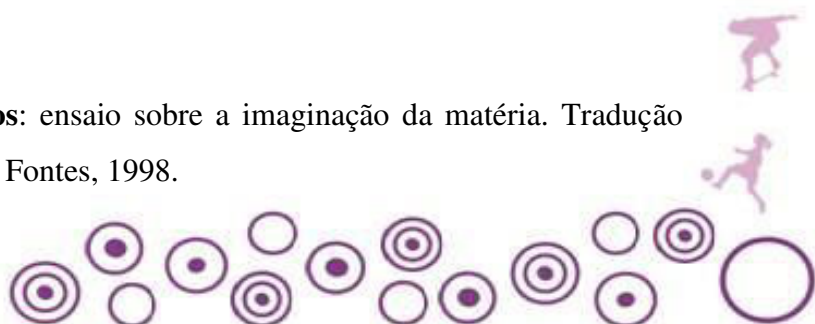 os: ensaio sobre a imaginação da matéria. Tradução
Fontes, 1998.